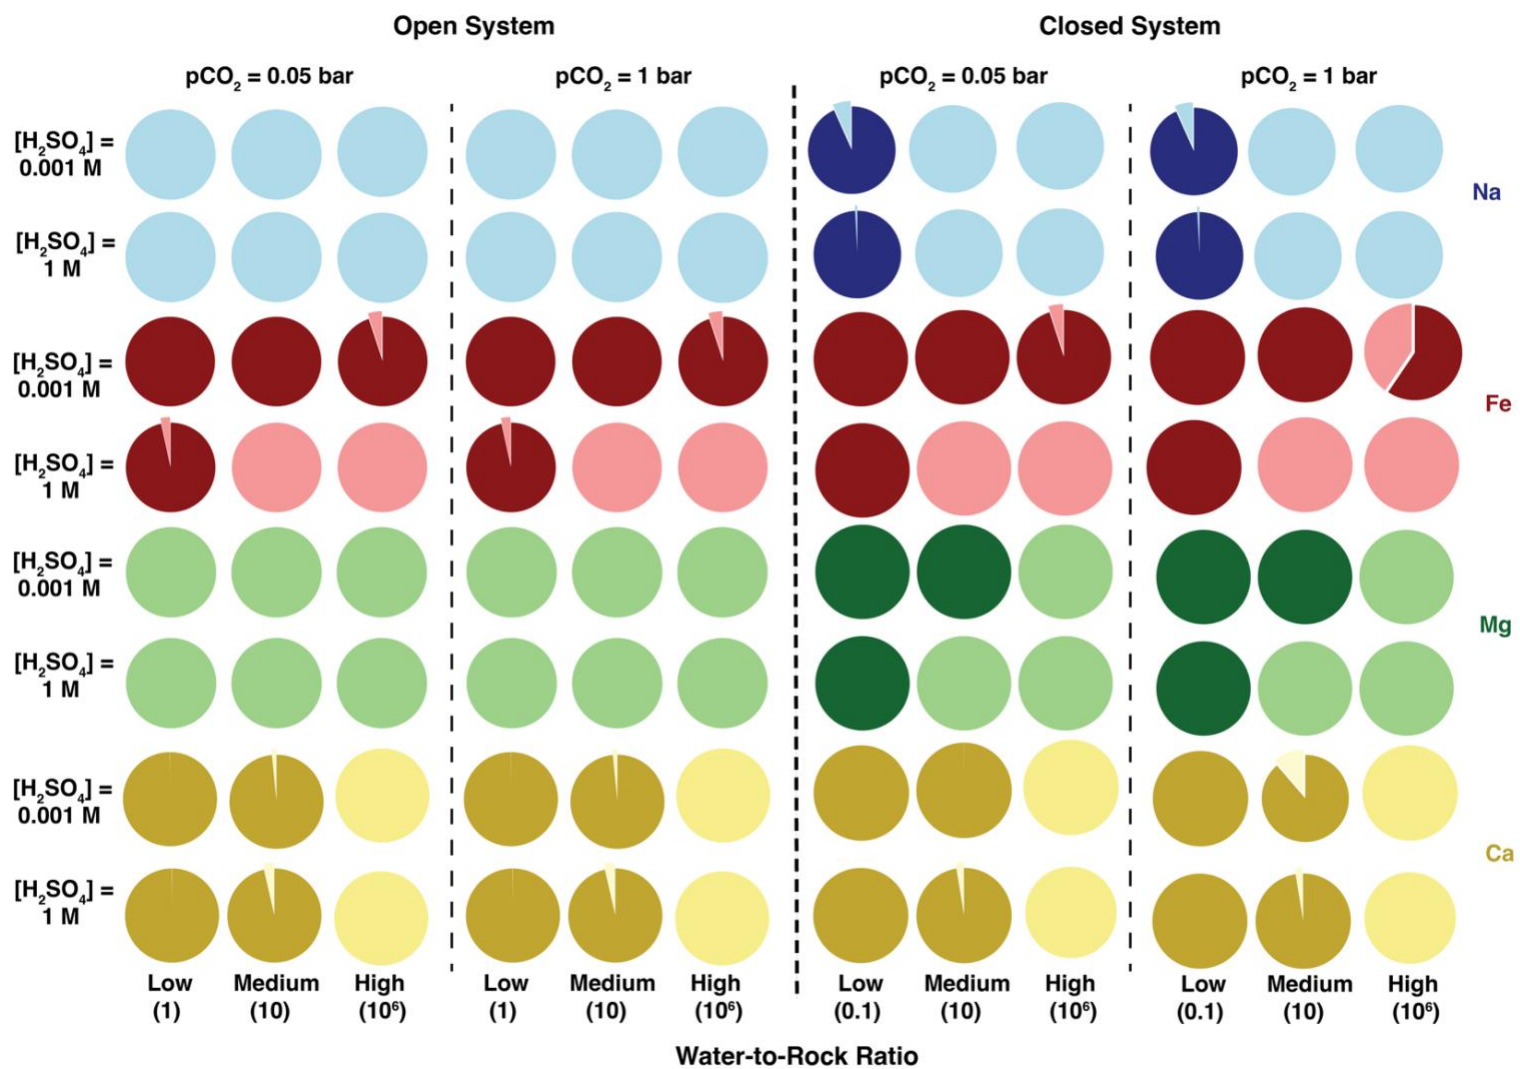 Open System
Closed System
pCO₂ = 0.05 bar
pCO₂ = 1 bar
pCO₂ = 0.05 bar
pCO₂ = 1 bar
[H₂SO₄] =
0.001 M
Na
[H₂SO₄] =
1 M
[H₂SO₄] =
0.001 M
Fe
[H₂SO₄] =
1 M
[H₂SO₄] =
0.001 M
Mg
[H₂SO₄] =
1 M
[H₂SO₄] =
0.001 M
Ca
[H₂SO₄] =
1 M
Low Medium High Low Medium High Low Medium High Low Medium High
(1) (10) (10⁶) (1) (10) (10⁶) (0.1) (10) (10⁶) (0.1) (10) (10⁶)
Water-to-Rock Ratio